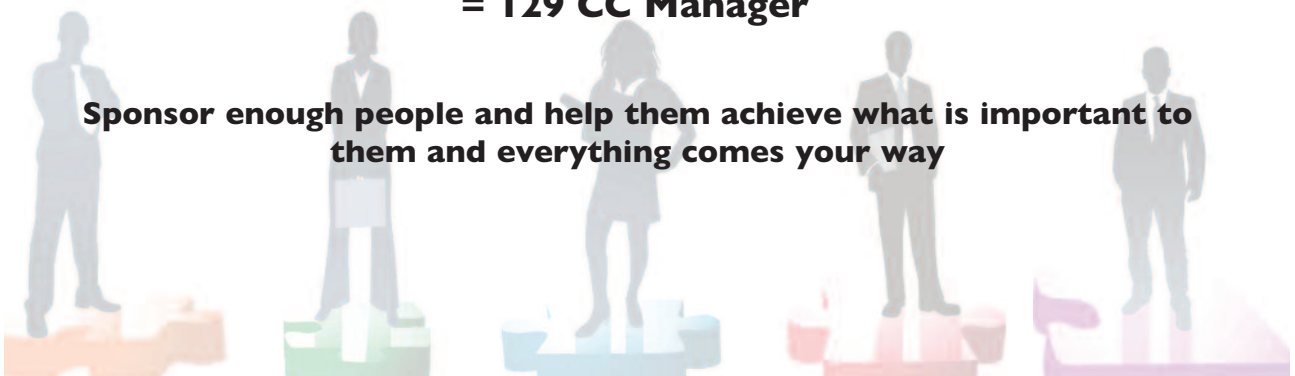 = 129 CC Manager
Sponsor enough people and help them achieve what is important to
them and everything comes your way